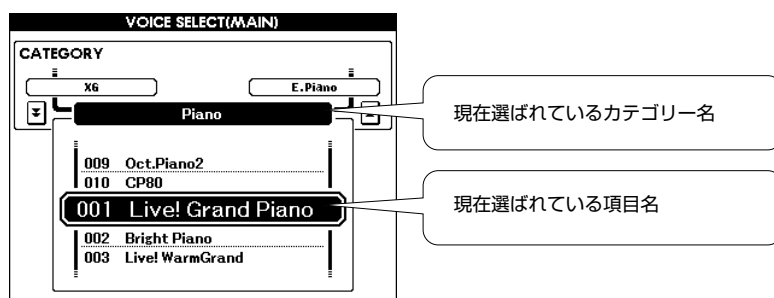 VOICE SELECT(MAIN)
CATEGORY
XG
E.Piano
Piano
現在選ばれているカテゴリー名
009 Oct.Piano2
010 CP80
001 Live! Grand Piano
現在選ばれている項目名
002 Bright Piano
003 Live! WarmGrand